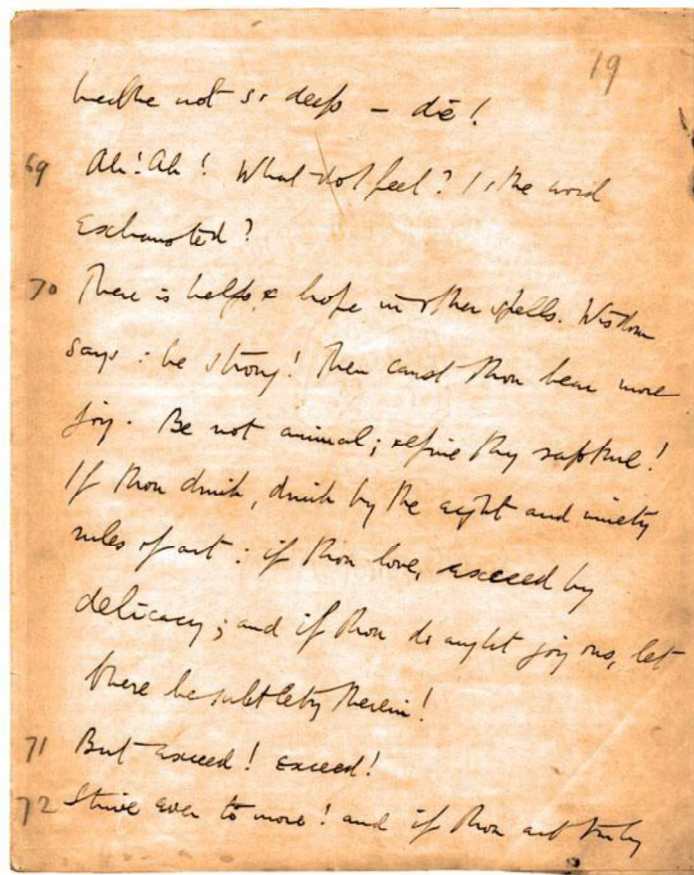 19
breathe not so deep – die!
69 Ah! Ah! What do I feel? Is the word
exhausted?
70 There is help & hope in other spells. Wisdom
says: be strong! Then canst thou bear more
joy. Be not animal; refine thy rapture!
If thou drink, drink by the eight and ninety
rules of art: if thou love, exceed by
delicacy; and if thou do aught joyous, let
there be subtlety therein!
71 But exceed! exceed!
72 Strive ever to more! and if thou art truly